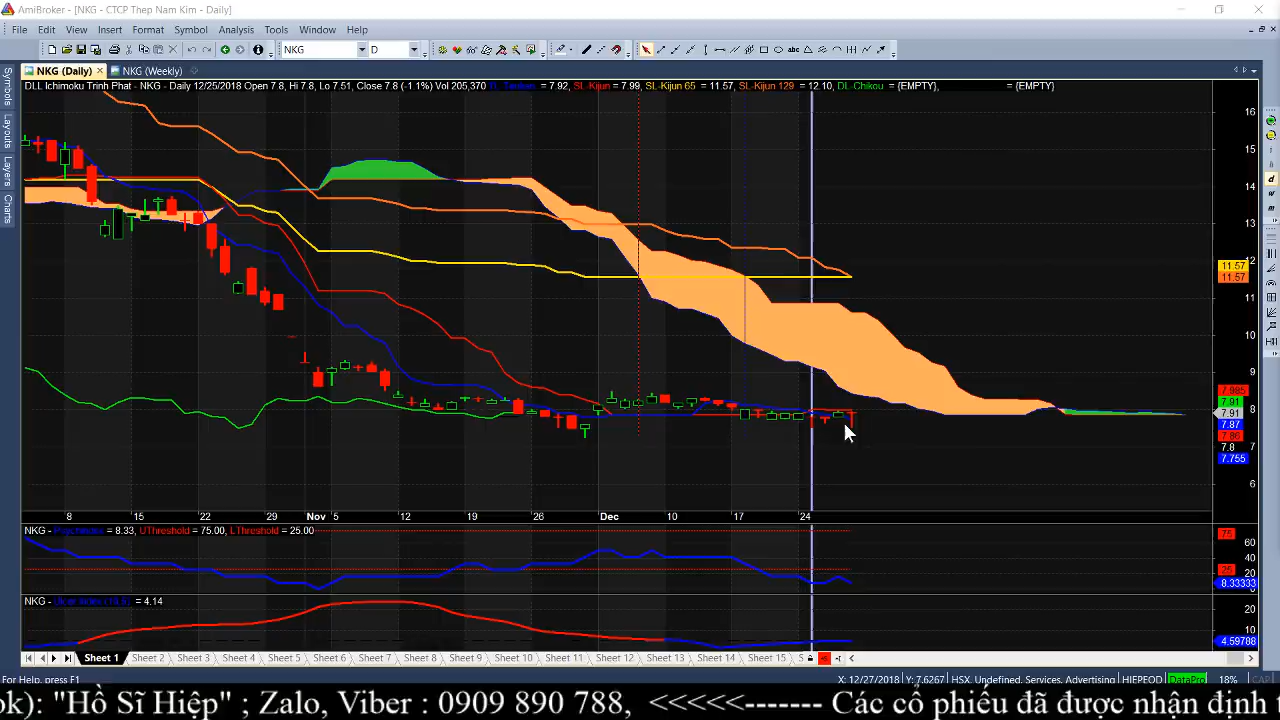 AmiBroker - [NKG - CTCP Thep Nam Kim - Daily]
File Edit View Insert Format Symbol Analysis Tools Window Help
NKG D
NKG (Daily) NKG (Weekly)
Symbols Layouts Layers Charts
DLL Ichimoku Trinh Phat - NKG - Daily 12/25/2018 Open 7.8, Hi 7.8, Lo 7.51, Close 7.8 (-1.1%) Vol 205,370 = 7.92, SL-Kijun = 7.99, SL-Kijun 65 = 11.57, SL-Kijun 129 = 12.10, DL-Chikou = {EMPTY}, = {EMPTY}
16
15
14
13
12
11.57
11.57
11
10
9
7.985
7.91
8
7.91
7.87
7.86
7.8
7
7.755
6
8 15 22 29 Nov 5 12 19 26 Dec 10 17 24
NKG - = 8.33, UThreshold = 75.00, LThreshold = 25.00
75
60
40
25
20
8.33333
0
NKG - Ulcer Index = 4.14
20
10
4.59788
Sheet 1 Sheet 2 Sheet 3 Sheet 4 Sheet 5 Sheet 6 Sheet 7 Sheet 8 Sheet 9 Sheet 10 Sheet 11 Sheet 12 Sheet 13 Sheet 14 Sheet 15 S
For Help, press F1 X: 12/27/2018 Y: 7.6267 HSX, Undefined, Services, Advertising HIEPEOD DataPro 18% CAP
ok): "Hồ Sĩ Hiệp" ; Zalo, Viber : 0909 890 788, <<<<<------- Các cổ phiếu đã được nhận định